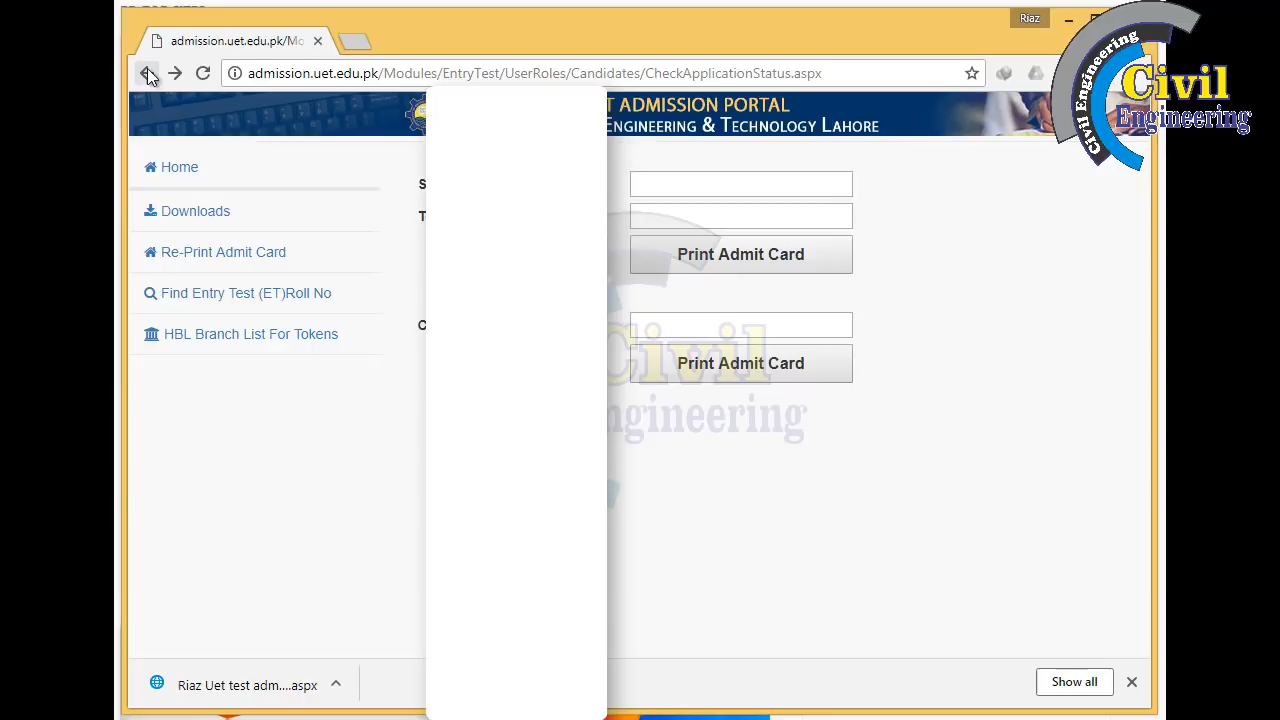 Riaz
admission.uet.edu.pk/Mo
admission.uet.edu.pk/Modules/EntryTest/UserRoles/Candidates/CheckApplicationStatus.aspx
T ADMISSION PORTAL
ENGINEERING & TECHNOLOGY LAHORE
Civil Engineering
Civil
Engineering
Home
Downloads
Re-Print Admit Card
Find Entry Test (ET)Roll No
HBL Branch List For Tokens
S
T
Print Admit Card
C
Print Admit Card
Civil
ngineering
Riaz Uet test adm....aspx
Show all